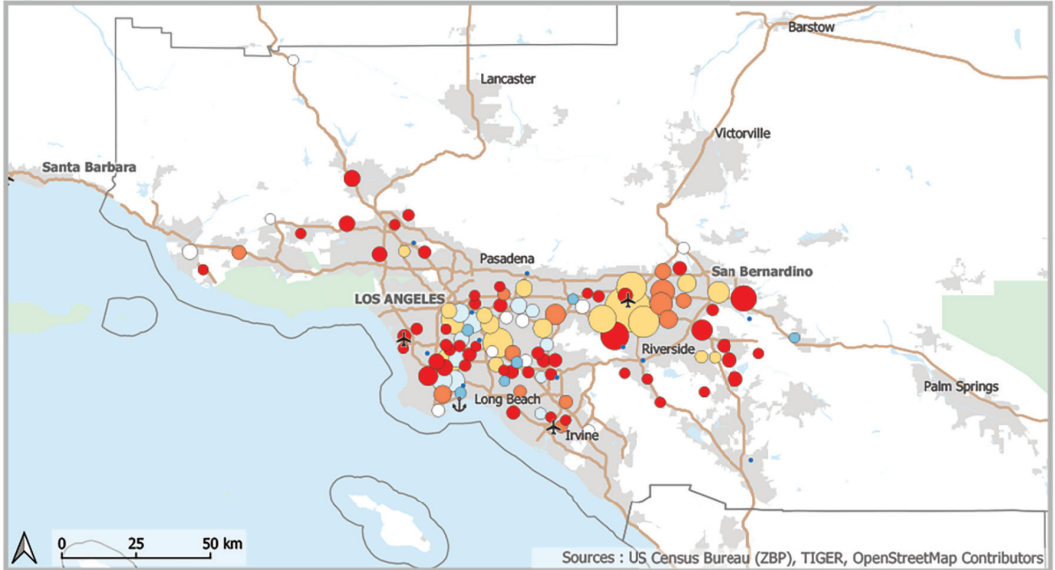 Barstow
Lancaster
Victorville
Santa Barbara
Pasadena
San Bernardino
LOS ANGELES
Riverside
Palm Springs
Long Beach
Irvine
0 25 50 km
Sources : US Census Bureau (ZBP), TIGER, OpenStreetMap Contributors